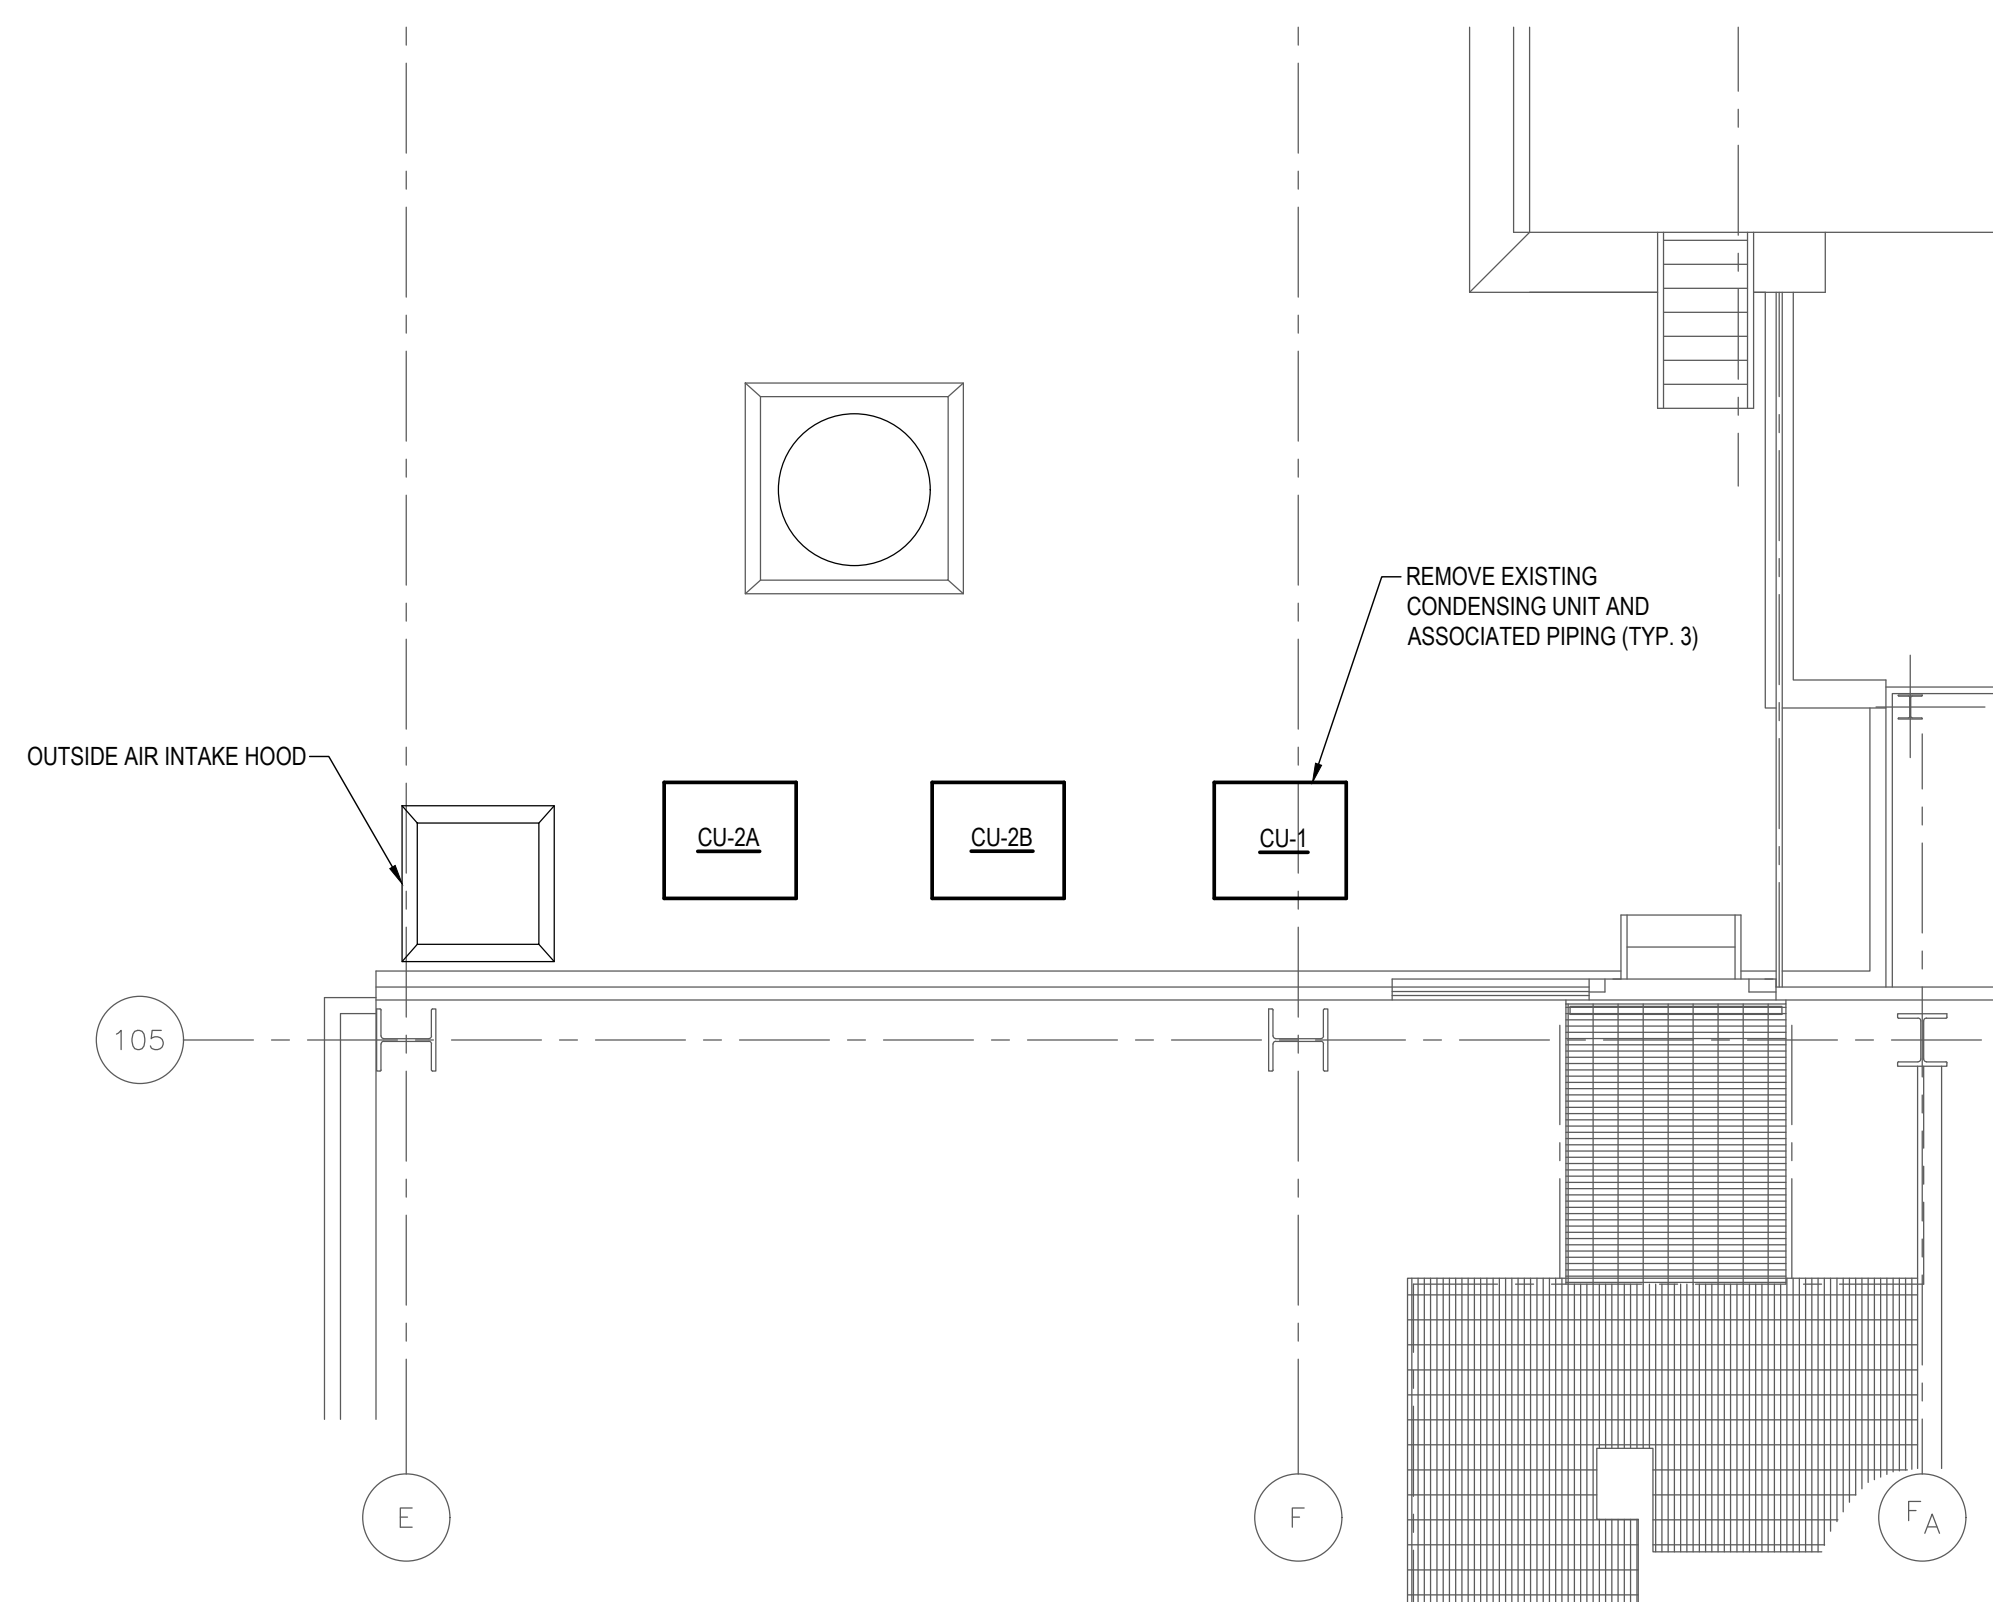 REMOVE EXISTING
CONDENSING UNIT AND
ASSOCIATED PIPING (TYP. 3)
OUTSIDE AIR INTAKE HOOD
CU-2A
CU-2B
CU-1
105
E
F
FA